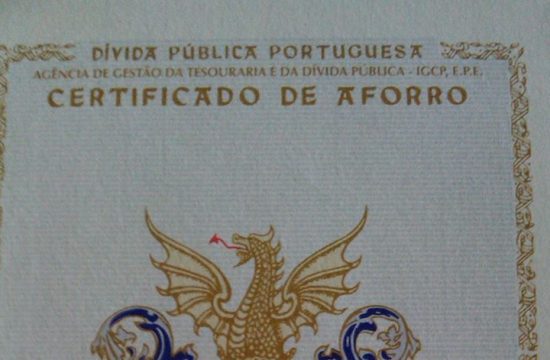 DÍVIDA PÚBLICA PORTUGUESA
AGÊNCIA DE GESTÃO DA TESOURARIA E DA DÍVIDA PÚBLICA - IGCP, E.P.E.
CERTIFICADO DE AFORRO